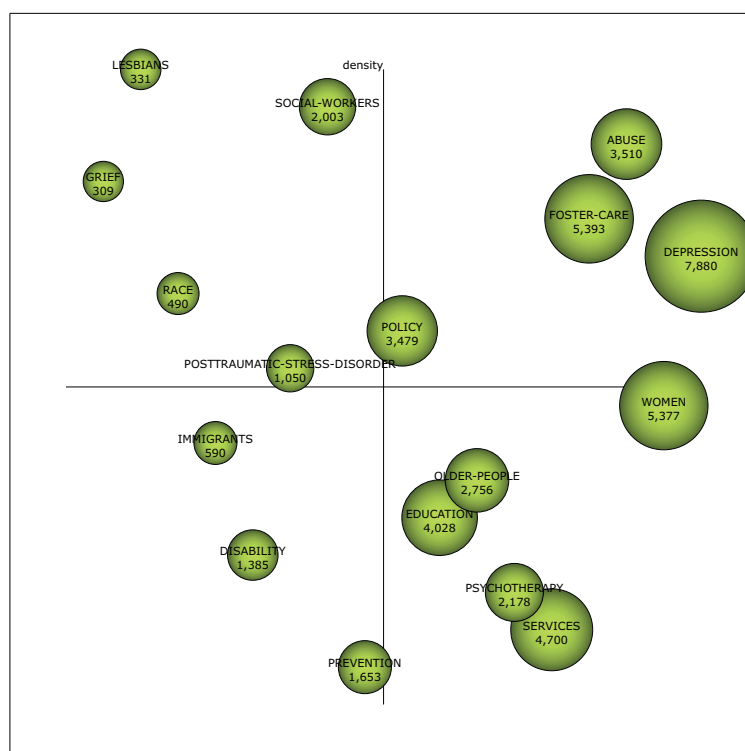 LESBIANS
331
density
SOCIAL-WORKERS
2,003
ABUSE
3,510
GRIEF
309
FOSTER-CARE
5,393
DEPRESSION
7,880
RACE
490
POLICY
3,479
POSTTRAUMATIC-STRESS-DISORDER
1,050
WOMEN
5,377
IMMIGRANTS
590
OLDER-PEOPLE
2,756
EDUCATION
4,028
DISABILITY
1,385
PSYCHOTHERAPY
2,178
SERVICES
4,700
PREVENTION
1,653